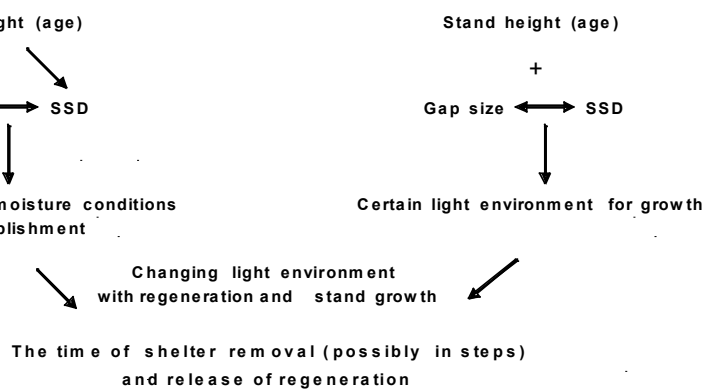 ght (age)
Stand height (age)
+
SSD
Gap size
SSD
moisture conditions
Certain light environment for growth
blishment
Changing light environment
with regeneration and stand growth
The time of shelter removal (possibly in steps)
and release of regeneration